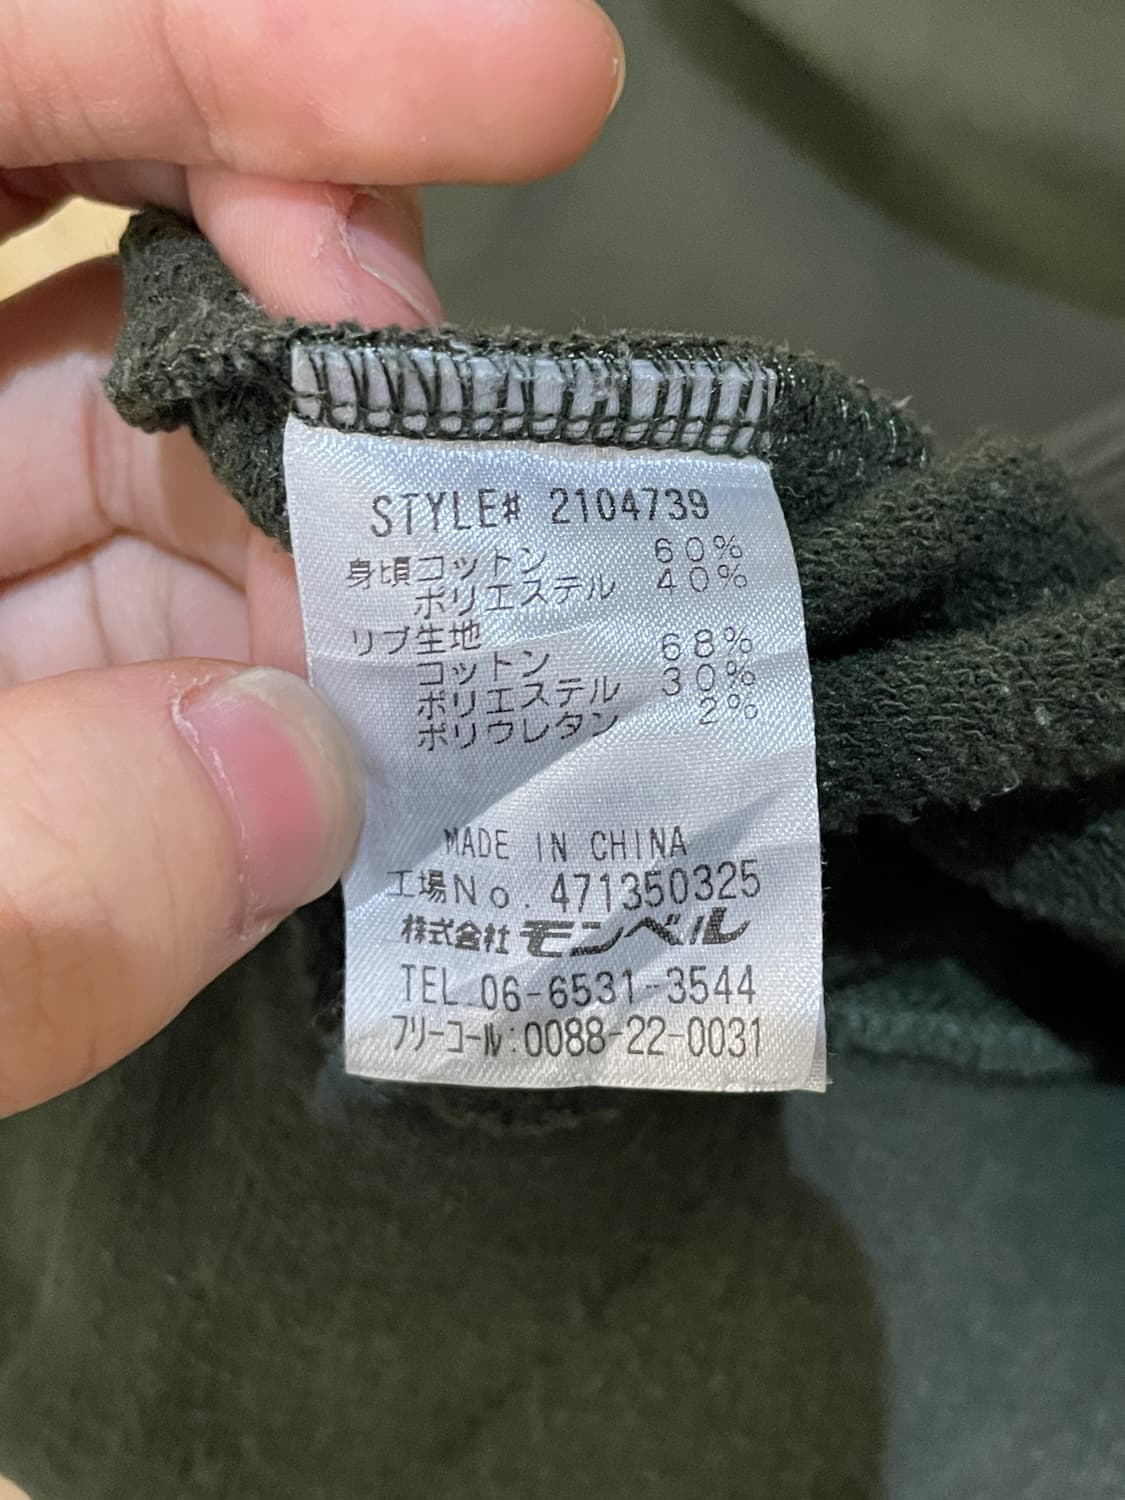 STYLE# 2104739
身頃コットン 60%
ポリエステル 40%
リブ生地
コットン 68%
ポリエステル 30%
ポリウレタン 2%
MADE IN CHINA
工場No. 471350325
株式会社モンベル
TEL.06-6531-3544
フリーコール:0088-22-0031